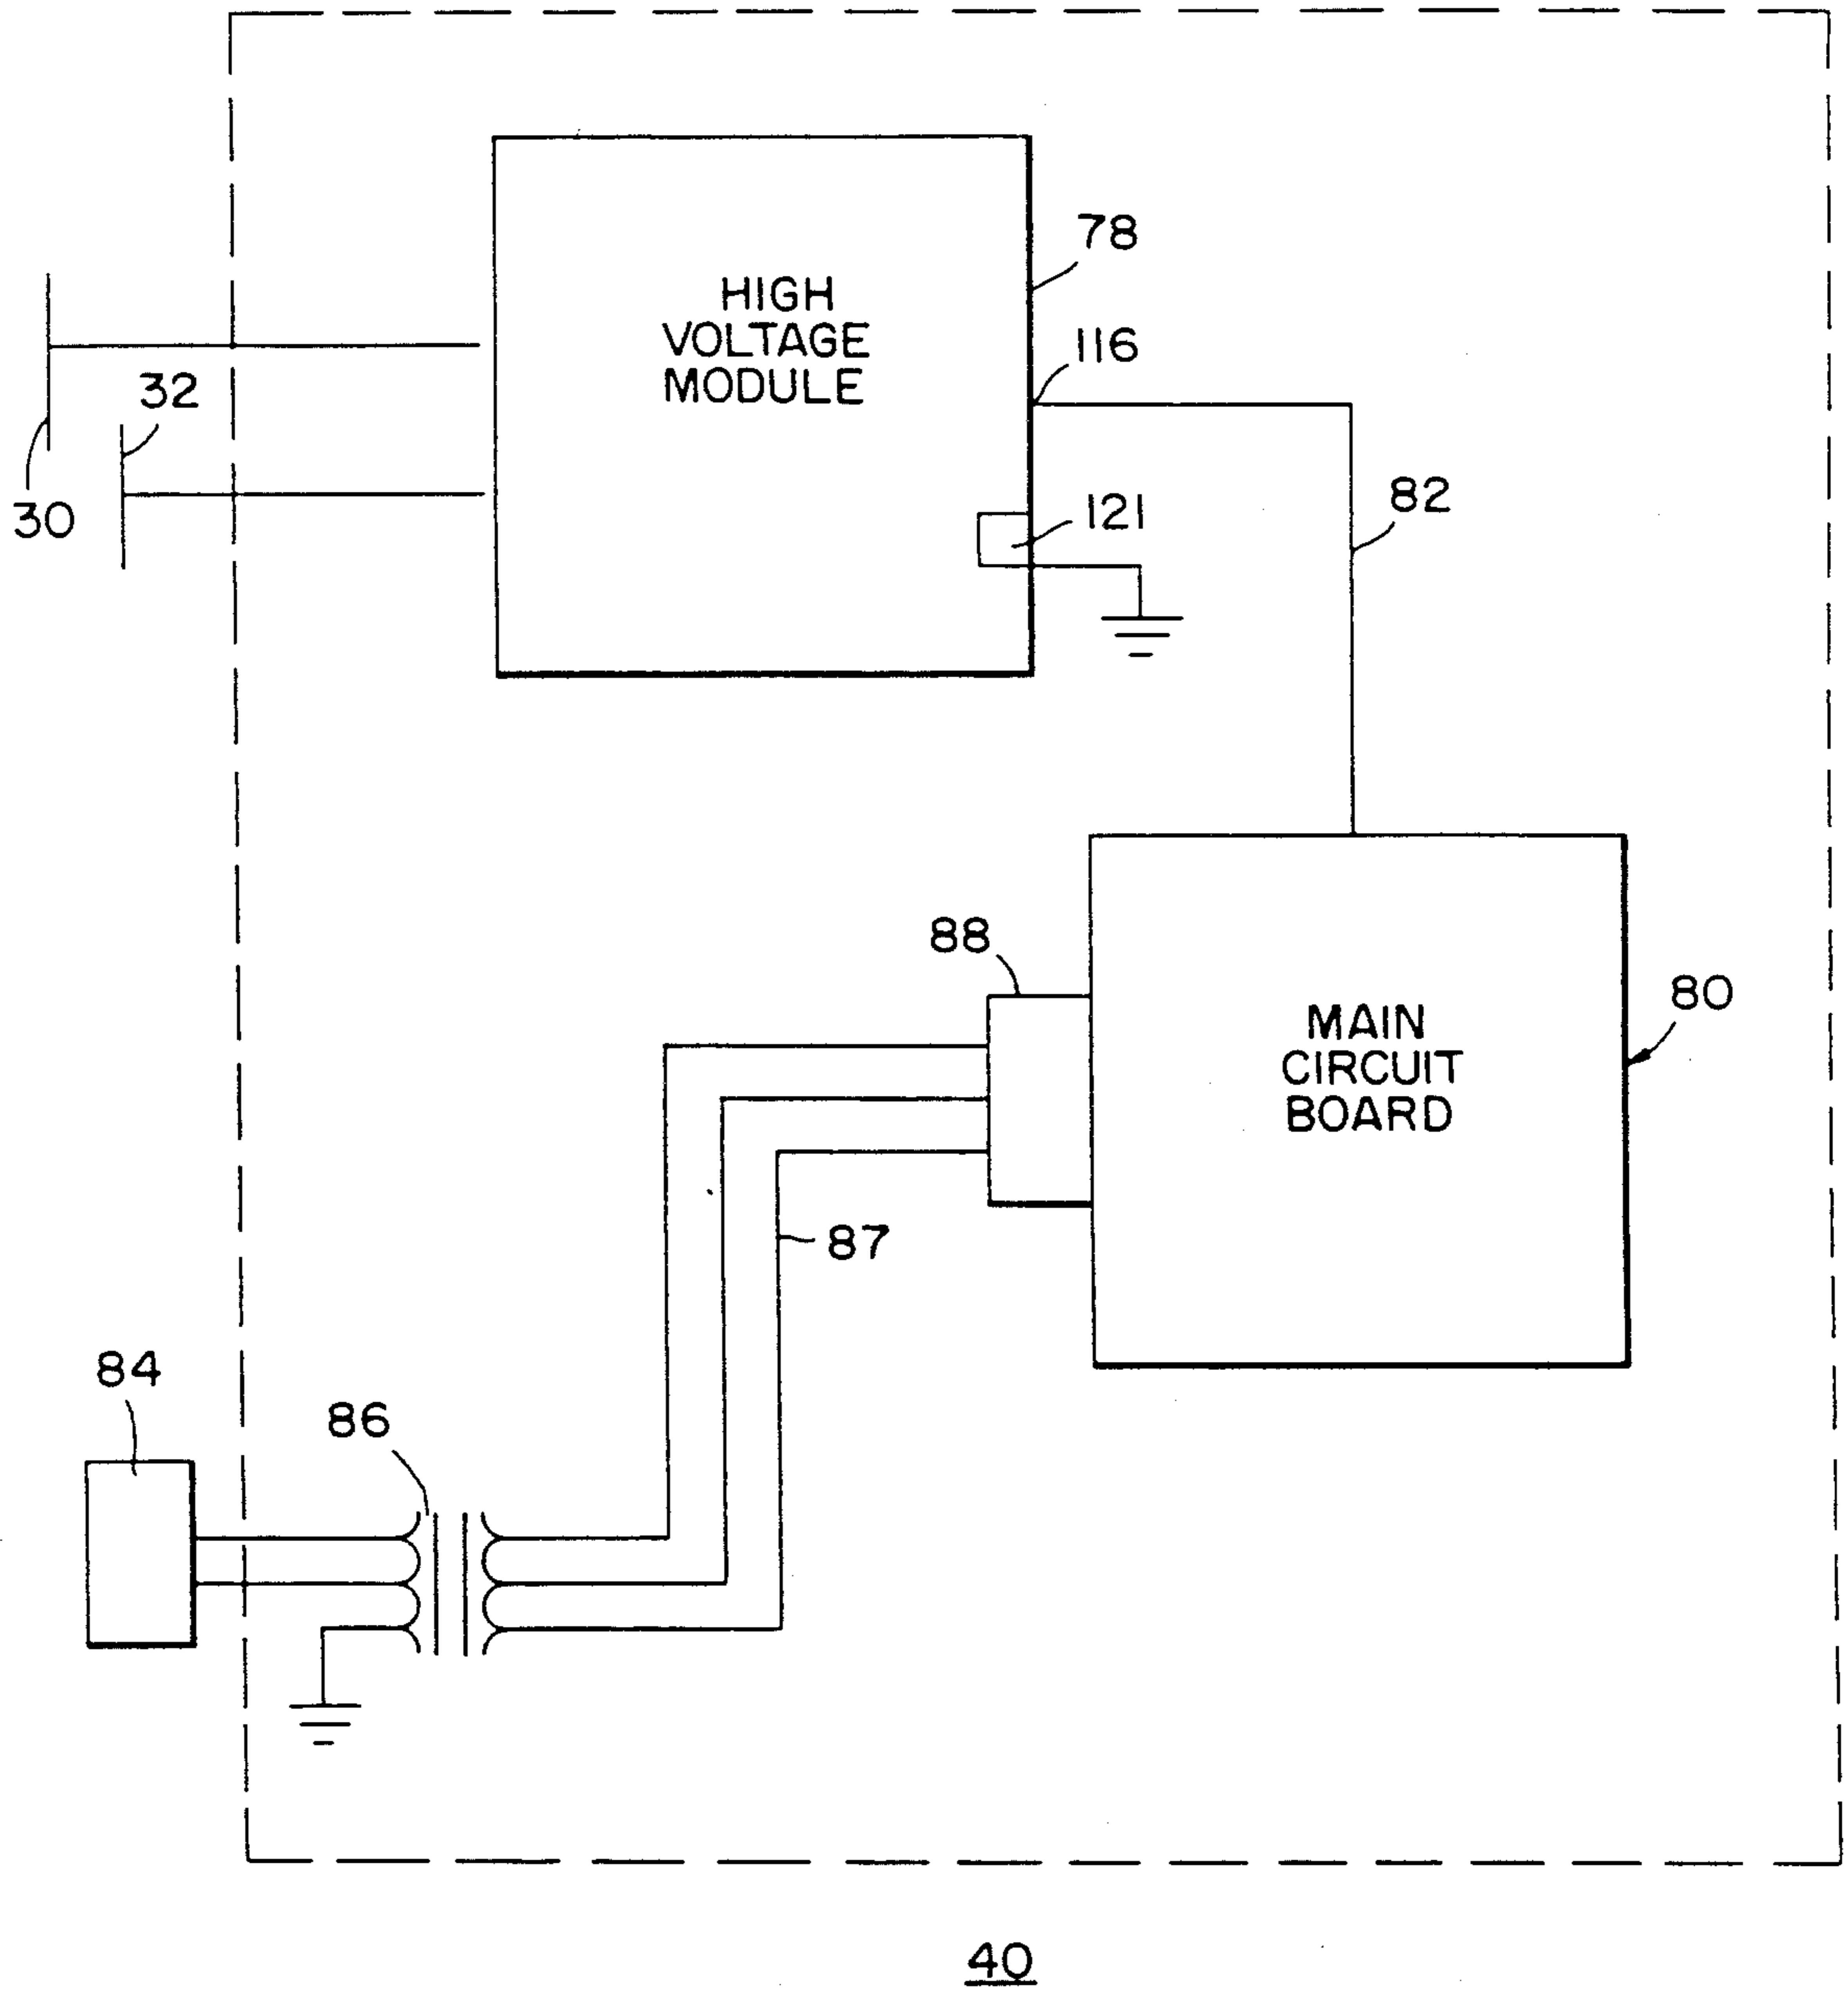 78
HIGH
VOLTAGE
MODULE
116
32
30
121
82
88
80
MAIN
CIRCUIT
BOARD
87
84
86
40